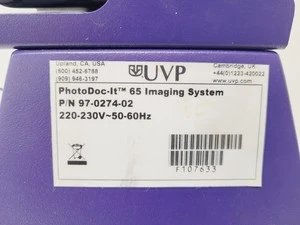 Upland, CA, USA
(800) 452-6788
(909) 946-3197
UVP
Cambridge, UK
+44(0)1223-420022
www.uvp.com
PhotoDoc-It™ 65 Imaging System
P/N 97-0274-02
220-230V~50-60Hz
F107633